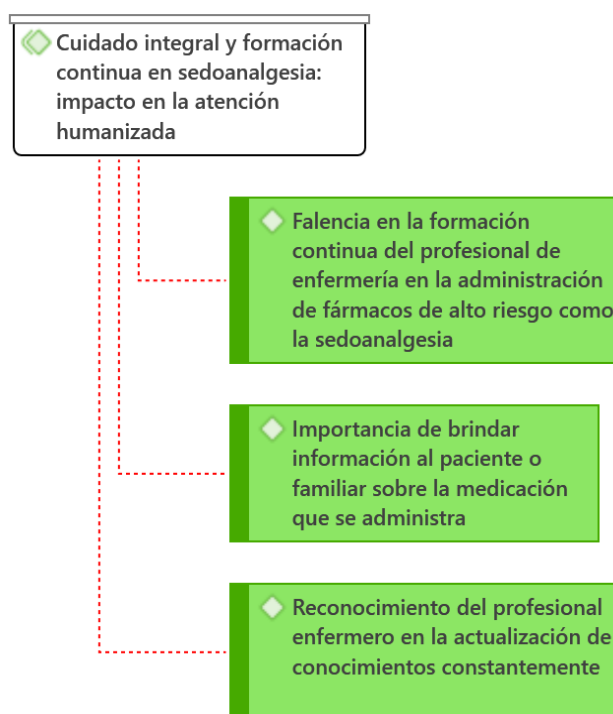 Cuidado integral y formación
continua en sedoanalgesia:
impacto en la atención
humanizada
Falencia en la formación
continua del profesional de
enfermería en la administración
de fármacos de alto riesgo como
la sedoanalgesia
Importancia de brindar
información al paciente o
familiar sobre la medicación
que se administra
Reconocimiento del profesional
enfermero en la actualización de
conocimientos constantemente